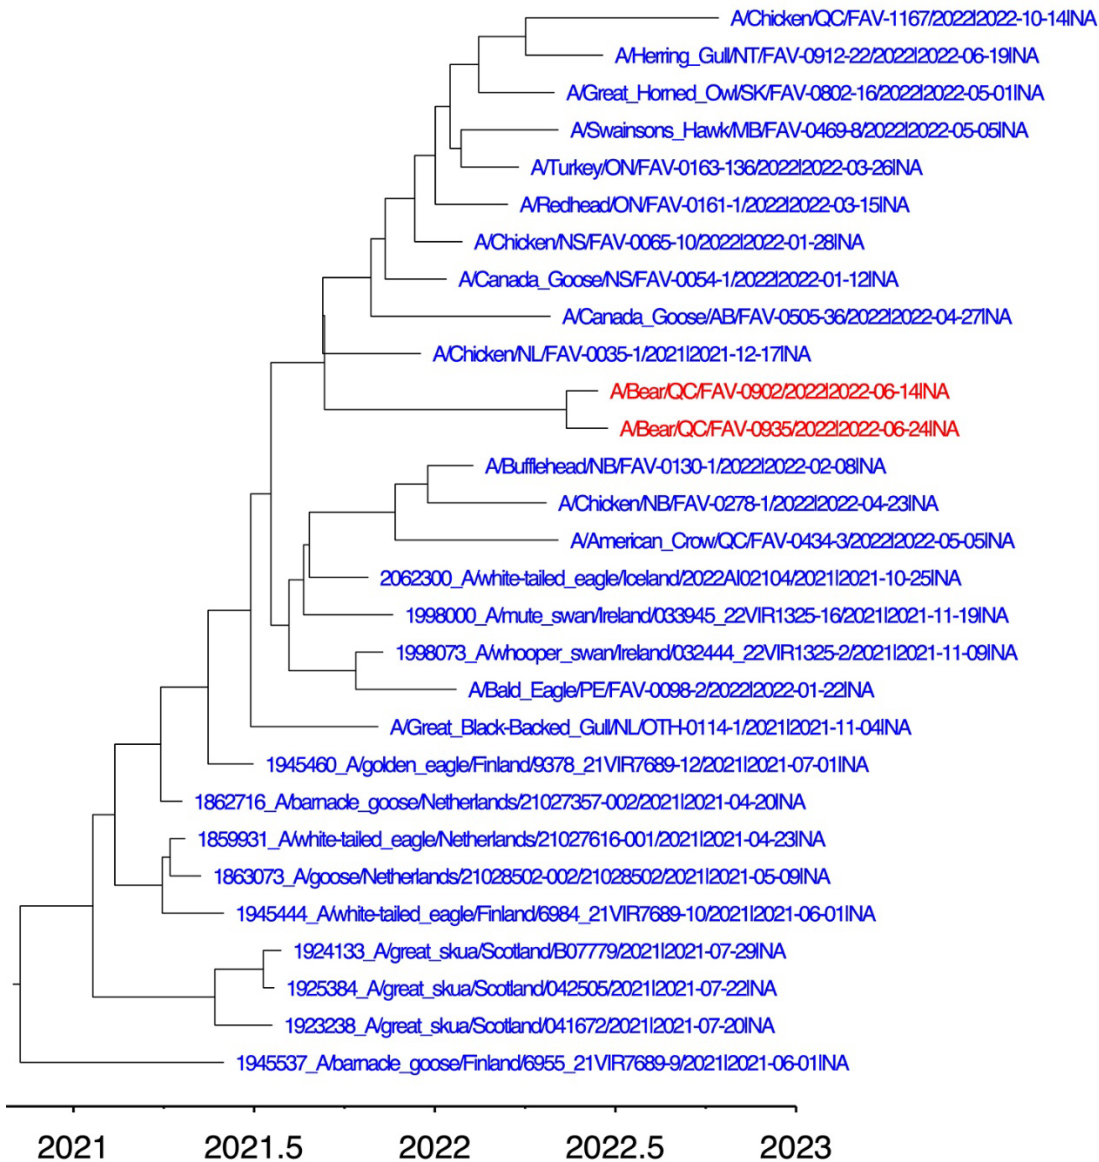 A/Chicken/QC/FAV-1167/2022|2022-10-14|NA
A/Herring_Gull/NT/FAV-0912-22/2022|2022-06-19|NA
A/Great_Horned_Owl/SK/FAV-0802-16/2022|2022-05-01|NA
A/Swainsons_Hawk/MB/FAV-0469-8/2022|2022-05-05|NA
A/Turkey/ON/FAV-0163-136/2022|2022-03-26|NA
A/Redhead/ON/FAV-0161-1/2022|2022-03-15|NA
A/Chicken/NS/FAV-0065-10/2022|2022-01-28|NA
A/Canada_Goose/NS/FAV-0054-1/2022|2022-01-12|NA
A/Canada_Goose/AB/FAV-0505-36/2022|2022-04-27|NA
A/Chicken/NL/FAV-0035-1/2021|2021-12-17|NA
A/Bear/QC/FAV-0902/2022|2022-06-14|NA
A/Bear/QC/FAV-0935/2022|2022-06-24|NA
A/Bufflehead/NB/FAV-0130-1/2022|2022-02-08|NA
A/Chicken/NB/FAV-0278-1/2022|2022-04-23|NA
A/American_Crow/QC/FAV-0434-3/2022|2022-05-05|NA
2062300_A/white-tailed_eagle/Iceland/2022AI02104/2021|2021-10-25|NA
1998000_A/mute_swan/Ireland/033945_22VIR1325-16/2021|2021-11-19|NA
1998073_A/whooper_swan/Ireland/032444_22VIR1325-2/2021|2021-11-09|NA
A/Bald_Eagle/PE/FAV-0098-2/2022|2022-01-22|NA
A/Great_Black-Backed_Gull/NL/OTH-0114-1/2021|2021-11-04|NA
1945460_A/golden_eagle/Finland/9378_21VIR7689-12/2021|2021-07-01|NA
1862716_A/barnacle_goose/Netherlands/21027357-002/2021|2021-04-20|NA
1859931_A/white-tailed_eagle/Netherlands/21027616-001/2021|2021-04-23|NA
1863073_A/goose/Netherlands/21028502-002/21028502/2021|2021-05-09|NA
1945444_A/white-tailed_eagle/Finland/6984_21VIR7689-10/2021|2021-06-01|NA
1924133_A/great_skua/Scotland/B07779/2021|2021-07-29|NA
1925384_A/great_skua/Scotland/042505/2021|2021-07-22|NA
1923238_A/great_skua/Scotland/041672/2021|2021-07-20|NA
1945537_A/barnacle_goose/Finland/6955_21VIR7689-9/2021|2021-06-01|NA
2021 2021.5 2022 2022.5 2023